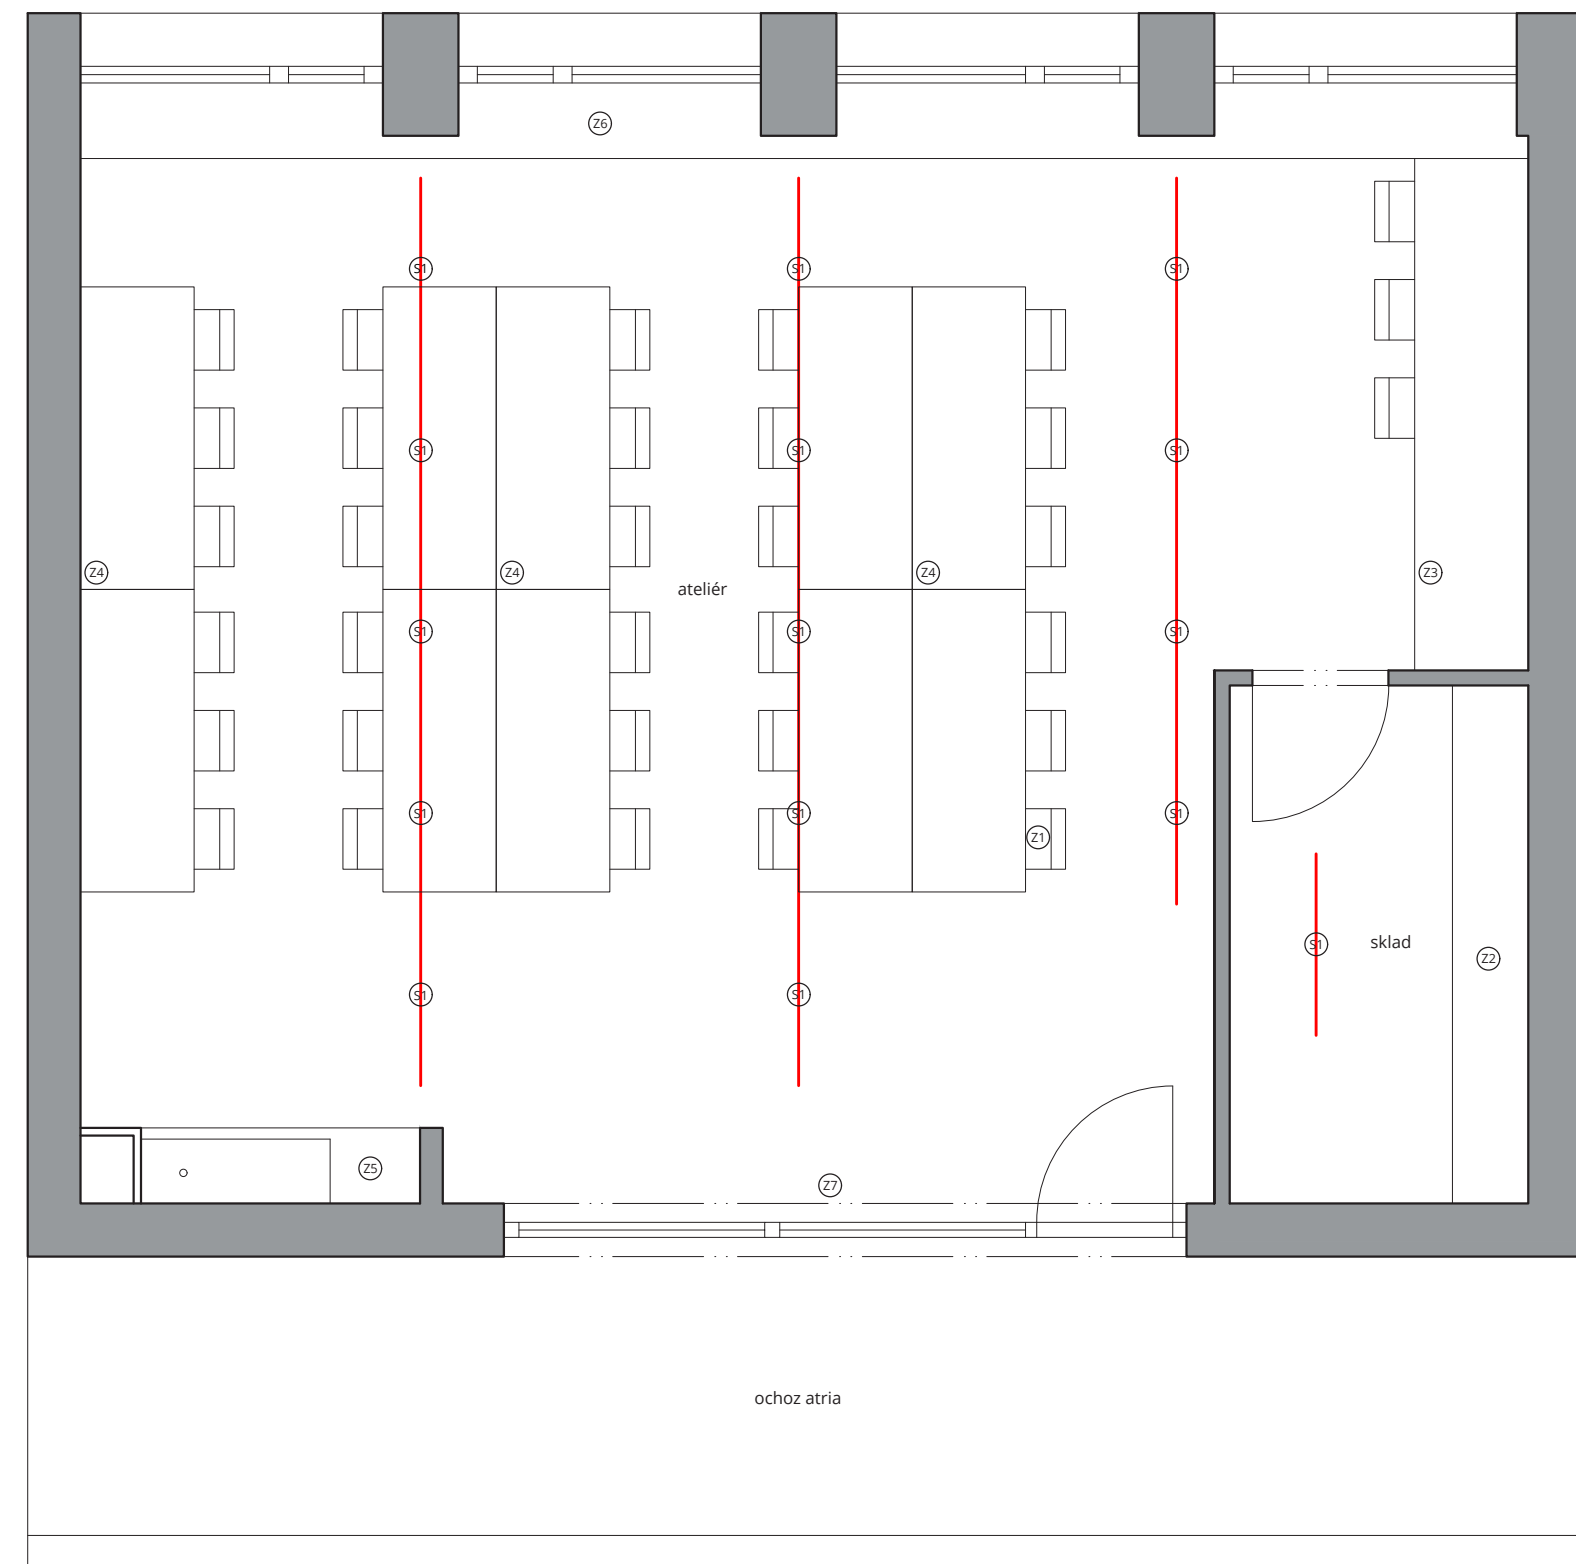 Z6
S1 S1 S1
S1 S1 S1
Z4 Z4 Z4 Z3
ateliér
S1 S1 S1
S1 S1 S1
Z1
S1 sklad
Z2
S1 S1
Z5
Z7
ochoz atria